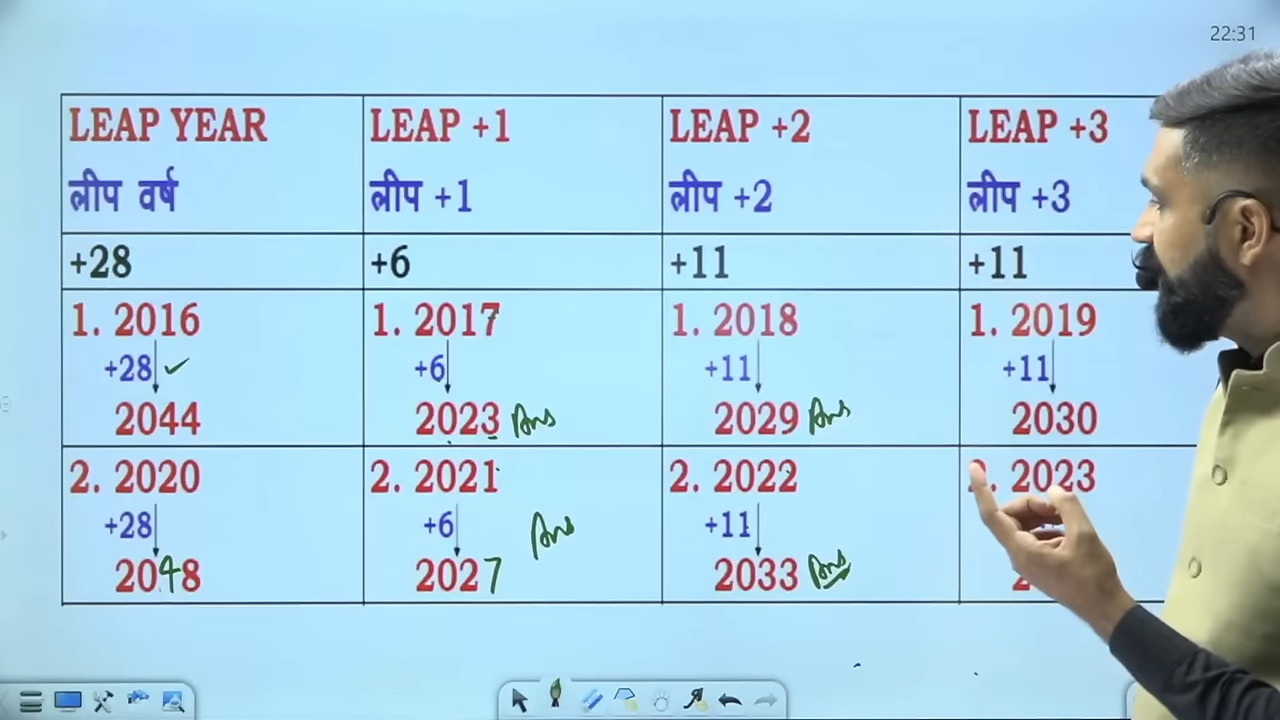 22:31
LEAP YEAR
लीप वर्ष
LEAP +1
लीप +1
LEAP +2
लीप +2
LEAP +3
लीप +3
+28
+6
+11
+11
1. 2016
+28
2044
1. 2017
+6
2023 Ans
1. 2018
+11
2029 Ans
1. 2019
+11
2030
2. 2020
+28
2048
2. 2021
+6
Ans
2027
2. 2022
+11
2033 Ans
2023